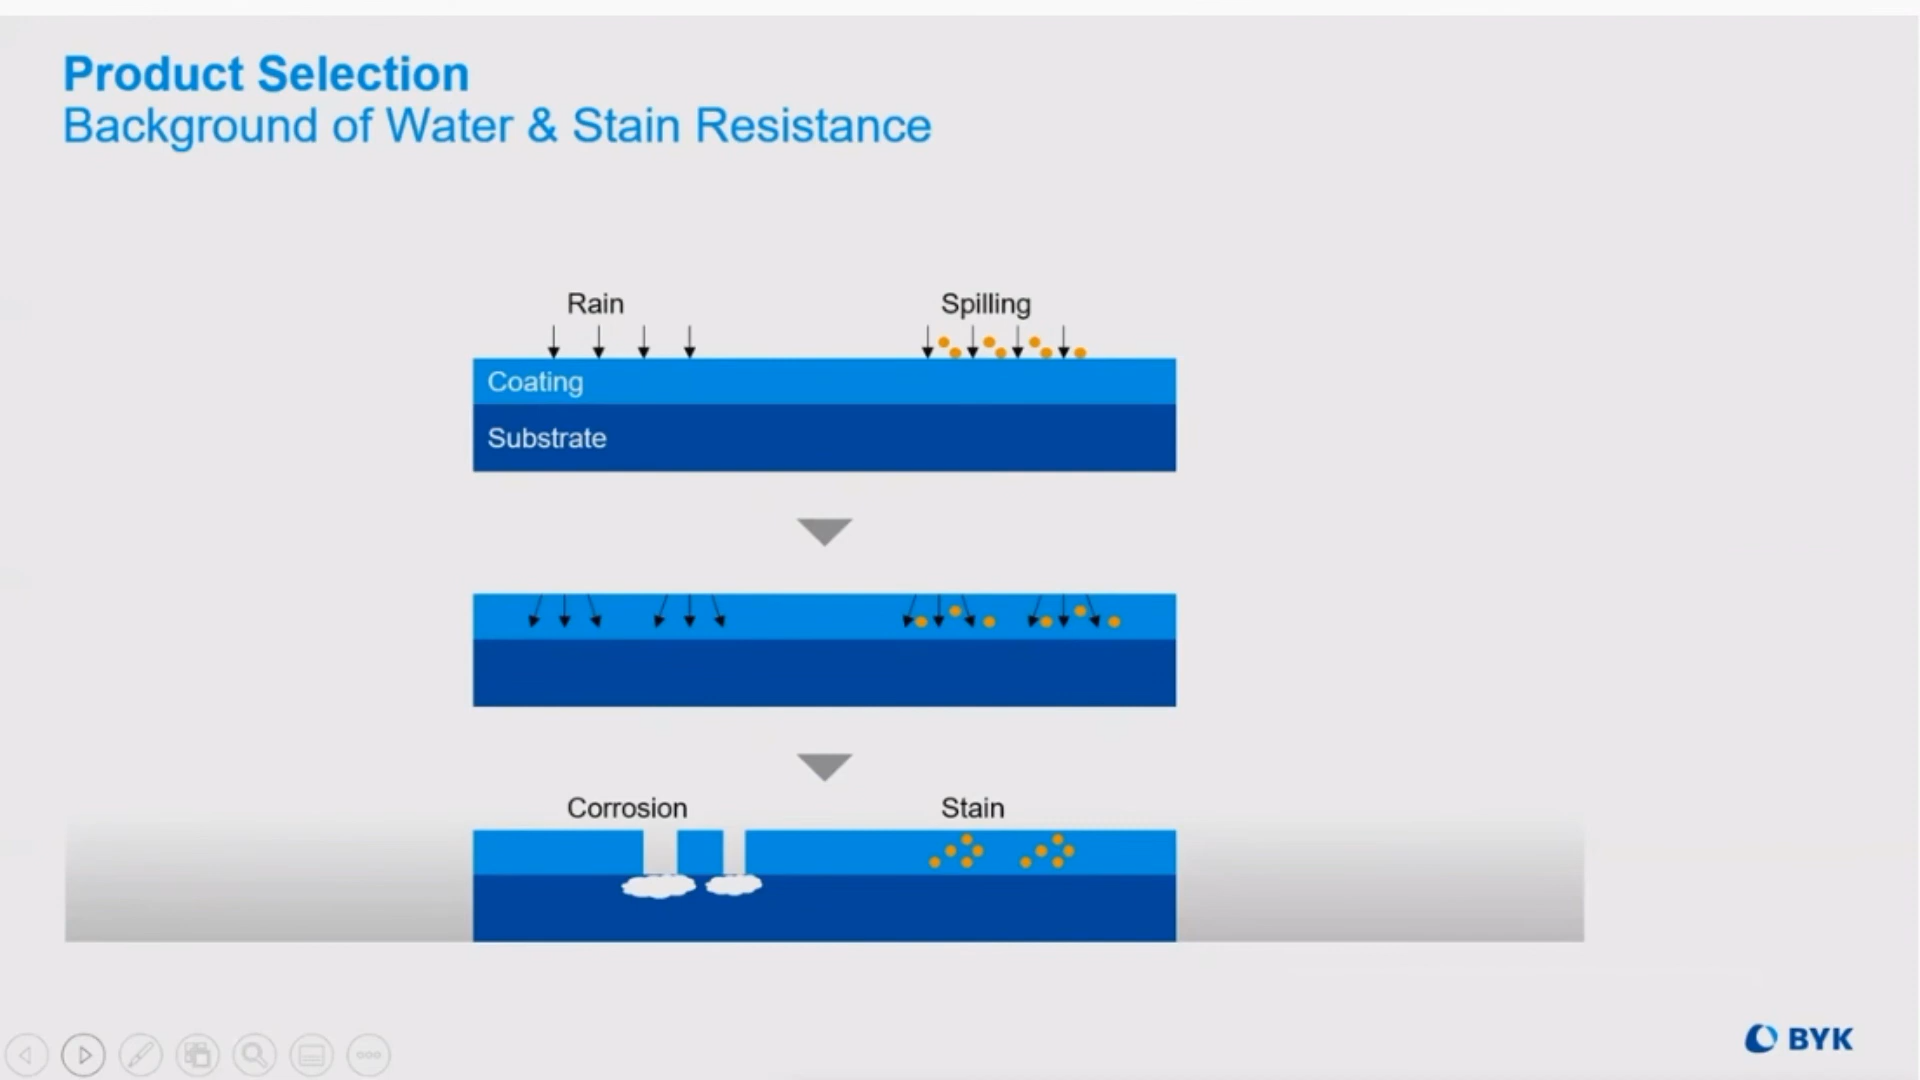 Product Selection
Background of Water & Stain Resistance
Rain
Spilling
Coating
Substrate
Corrosion
Stain
BYK